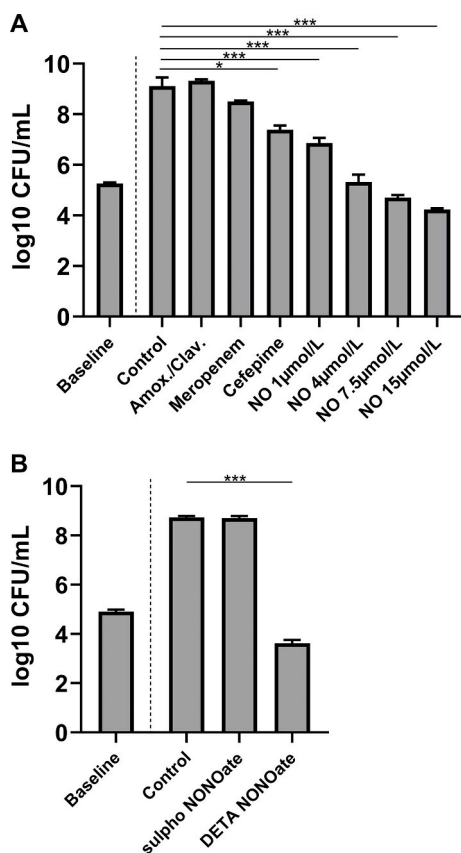 A
***
***
***
***
*
10
8
6
4
2
0
log10 CFU/mL
Baseline
Control
Amox./Clav.
Meropenem
Cefepime
NO 1µmol/L
NO 4µmol/L
NO 7.5µmol/L
NO 15µmol/L
B
***
10
8
6
4
2
0
log10 CFU/mL
Baseline
Control
sulpho NONOate
DETA NONOate